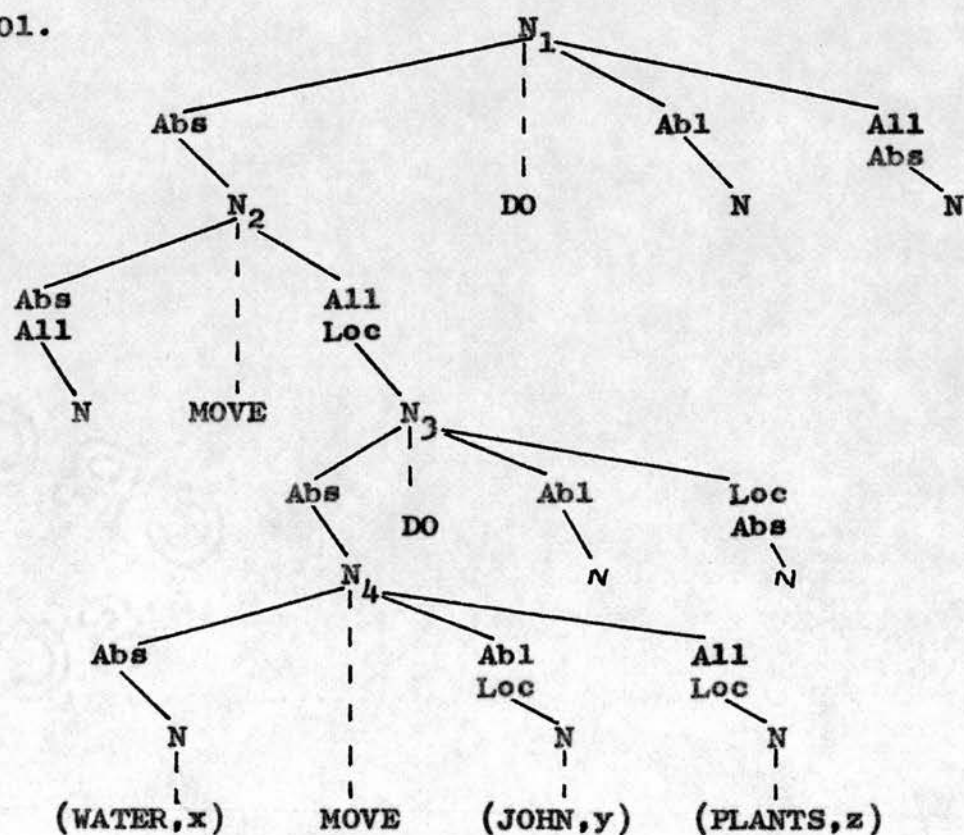 01.
N1
Abs Abl All
Abs
N2 DO N N
Abs All
All Loc
N MOVE N3
Abs Abl Loc
DO Abs
N4 N N
Abs Abl All
Loc Loc
N N N
(WATER,x) MOVE (JOHN,y) (PLANTS,z)